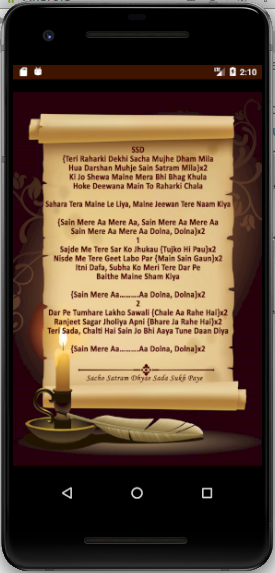 2:10
SSD
{Teri Raharki Dekhi Sacha Mujhe Dham Mila
Hua Darshan Muhje Sain Satram Mila}x2
Ki Jo Shewa Maine Mera Bhi Bhag Khula
Hoke Deewana Main To Raharki Chala
Sahara Tera Maine Le Liya, Maine Jeewan Tere Naam Kiya
{Sain Mere Aa Mere Aa, Sain Mere Aa Mere Aa
Sain Mere Aa Mere Aa Dolna, Dolna}x2
1
Sajde Me Tere Sar Ko Jhukau {Tujko Hi Pau}x2
Nisde Me Tere Geet Labo Par {Main Sain Gaun}x2
Itni Dafa, Subha Ko Meri Tere Dar Pe
Baithe Maine Sham Kiya
{Sain Mere Aa..........Aa Dolna, Dolna}x2
2
Dar Pe Tumhare Lakho Sawali {Chale Aa Rahe Hai}x2
Ranjeet Sagar Jholiya Apni {Bhare Ja Rahe Hai}x2
Teri Sada, Chalti Hai Sain Jo Bhi Aaya Tune Daan Diya
{Sain Mere Aa..........Aa Dolna, Dolna}x2
Sacho Satram Dhyae Sada Sukh Paye